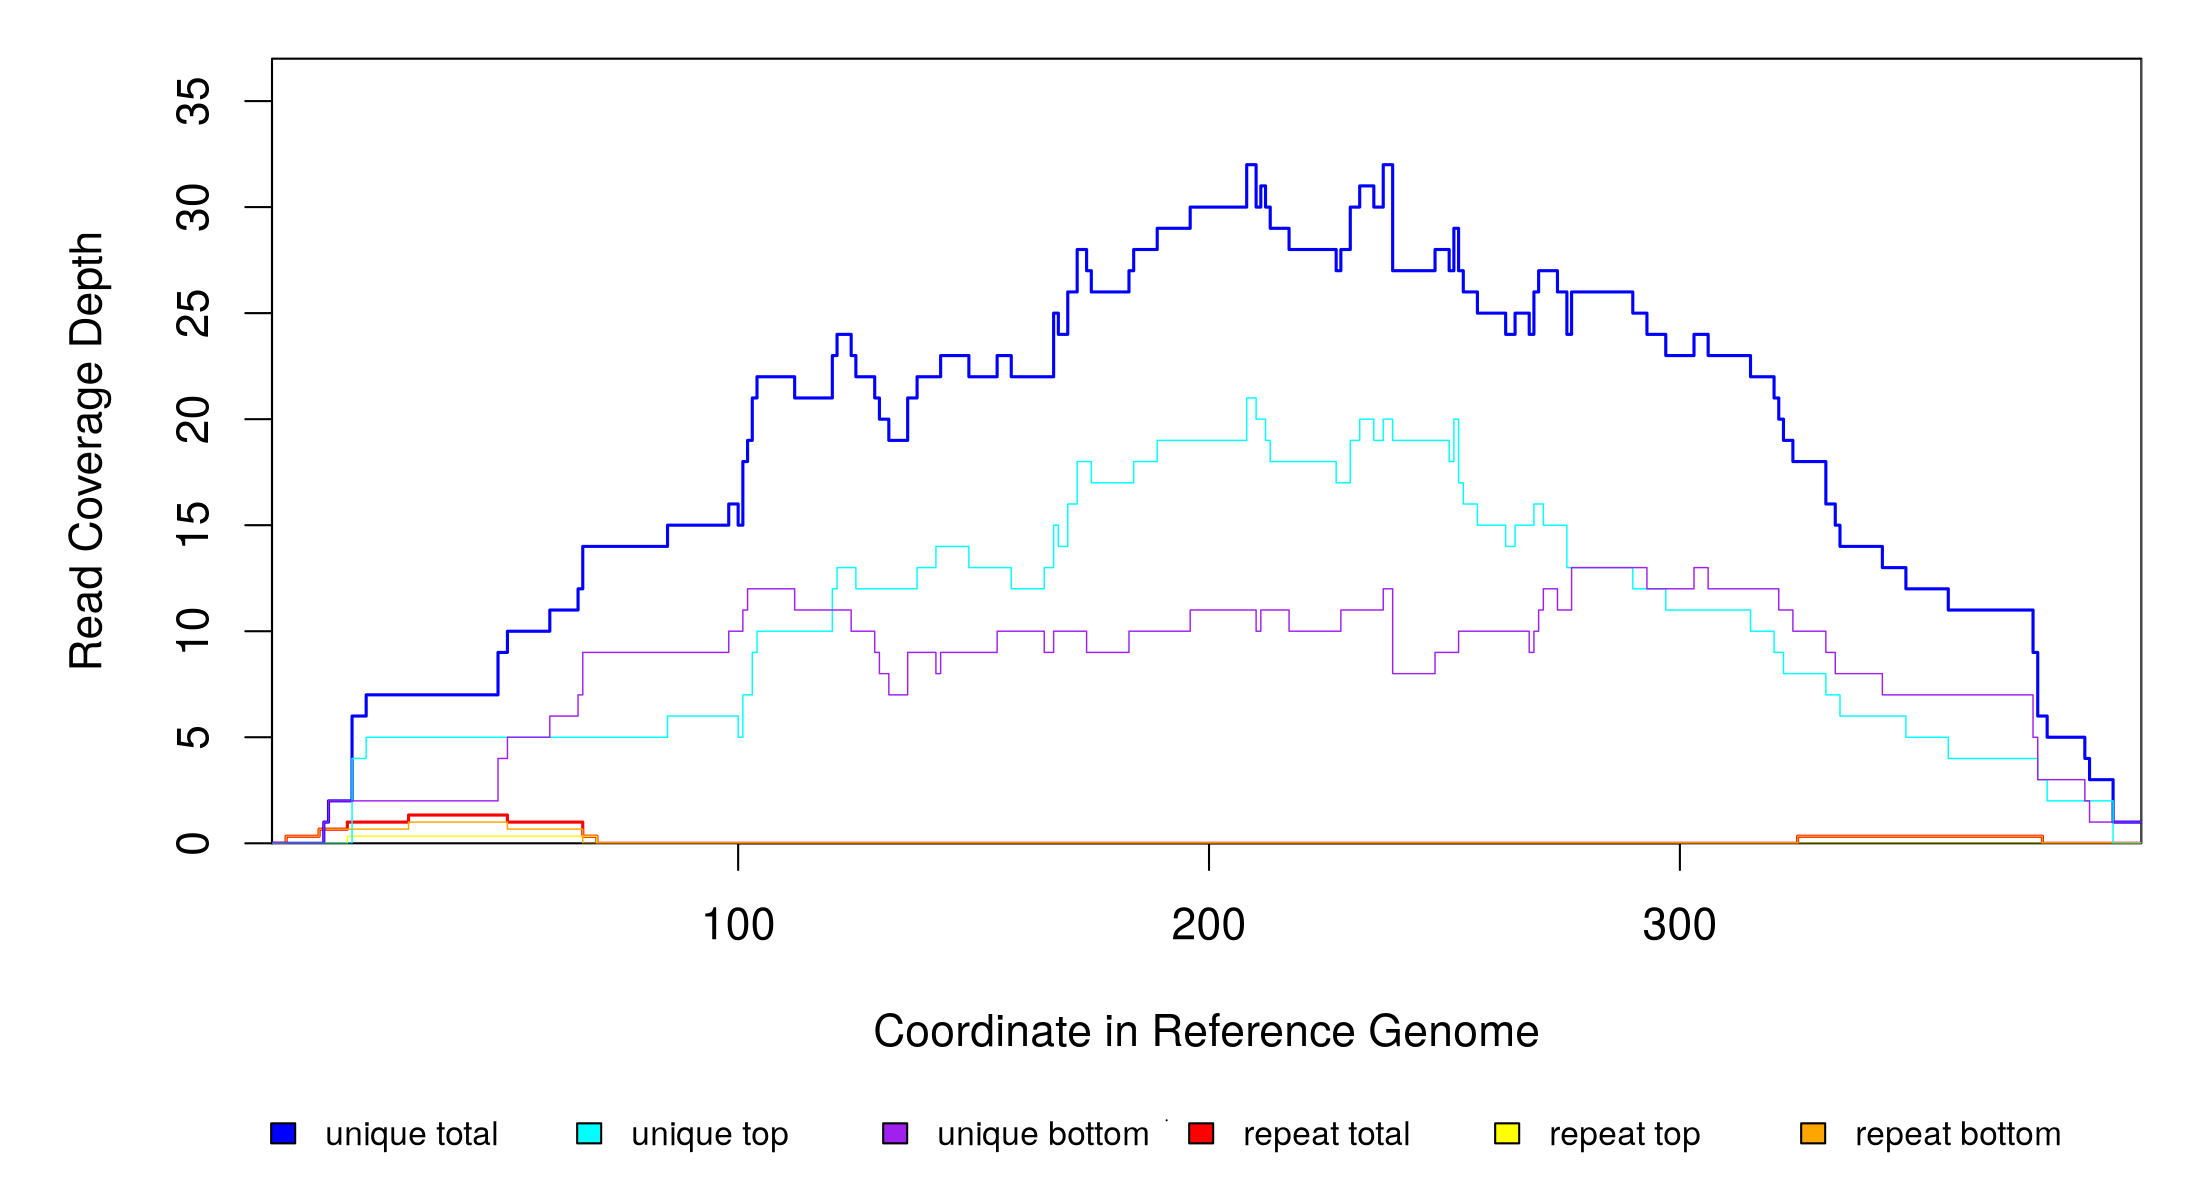 35
30
25
20
15
10
5
0
Read Coverage Depth
100 200 300
Coordinate in Reference Genome
unique total unique top unique bottom repeat total repeat top repeat bottom